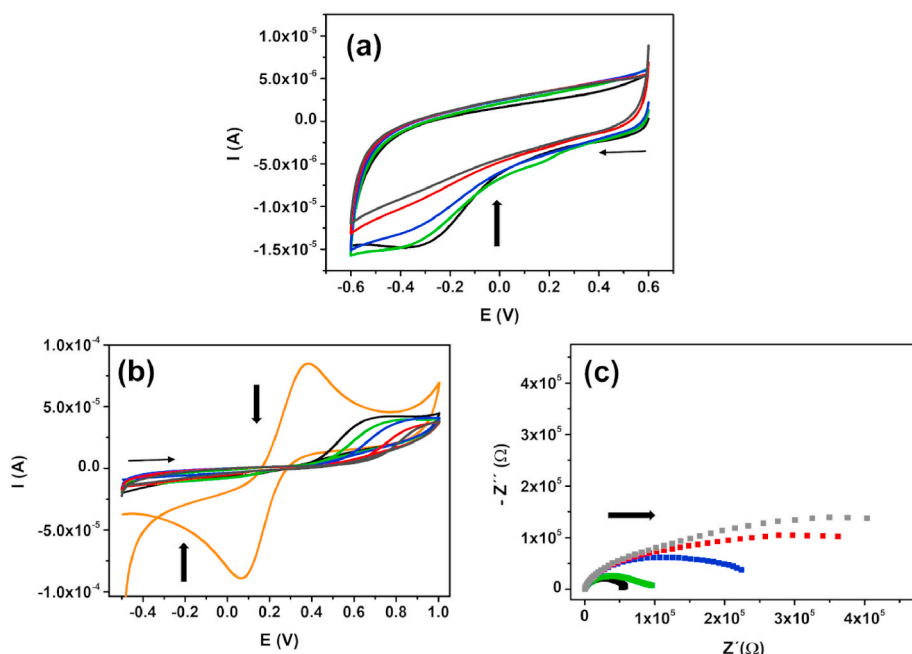 (a)
1.0x10⁻⁵
5.0x10⁻⁶
0.0
-5.0x10⁻⁶
-1.0x10⁻⁵
-1.5x10⁻⁵
I (A)
-0.6 -0.4 -0.2 0.0 0.2 0.4 0.6
E (V)
(b)
1.0x10⁻⁴
5.0x10⁻⁵
0.0
-5.0x10⁻⁵
-1.0x10⁻⁴
I (A)
-0.4 -0.2 0.0 0.2 0.4 0.6 0.8 1.0
E (V)
(c)
4x10⁵
3x10⁵
2x10⁵
1x10⁵
0
- Z´´ (Ω)
0 1x10⁵ 2x10⁵ 3x10⁵ 4x10⁵
Z´(Ω)